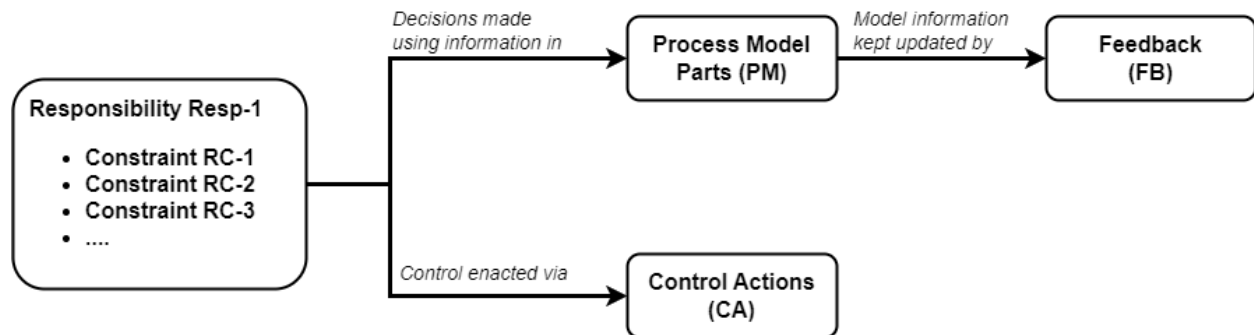 Decisions made
using information in
Process Model
Parts (PM)
Model information
kept updated by
Feedback
(FB)
Responsibility Resp-1
• Constraint RC-1
• Constraint RC-2
• Constraint RC-3
• ....
Control enacted via
Control Actions
(CA)